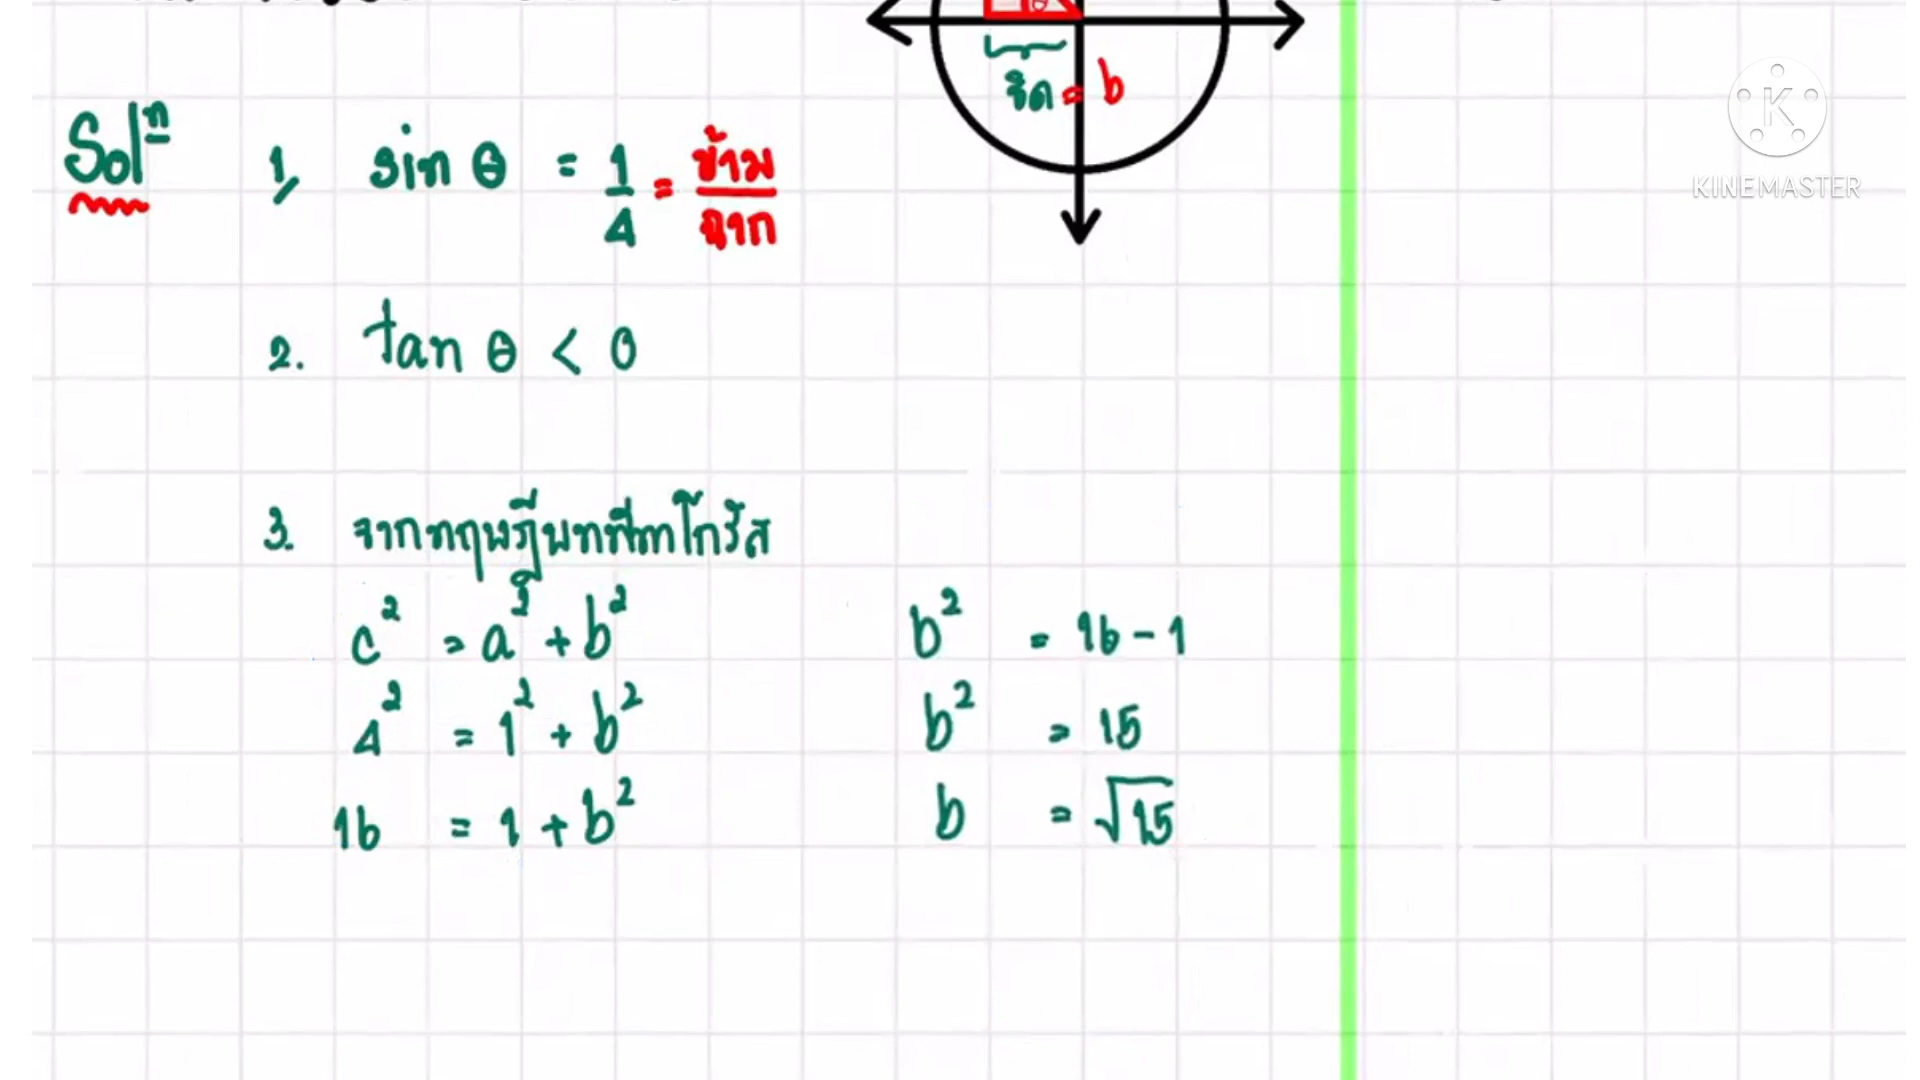 θ
ชิด = b
KINEMASTER
Solⁿ 1, sin θ = 1/4 = ข้าม/ฉาก
2. tan θ < 0
3. จากทฤษฎีบทพีทาโกรัส
c² = a² + b²
4² = 1² + b²
16 = 1 + b²
b² = 16 - 1
b² = 15
b = √15